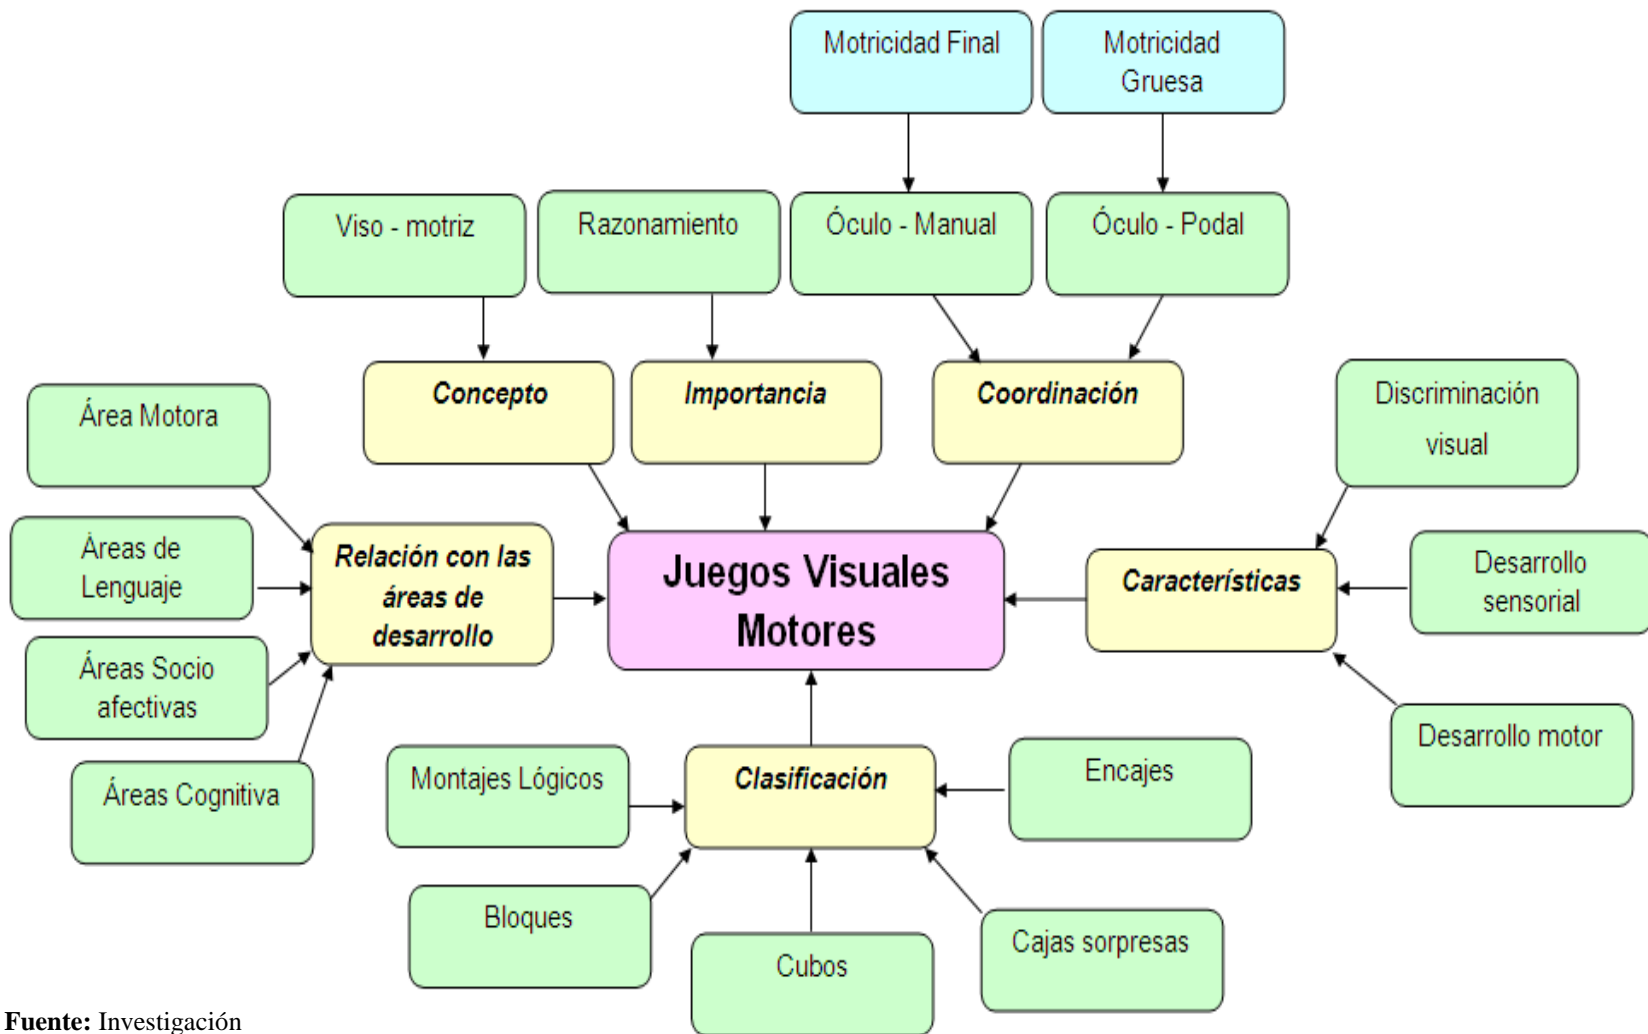 Motricidad Final
Motricidad
Gruesa
Viso - motriz
Razonamiento
Óculo - Manual
Óculo - Podal
Concepto
Importancia
Coordinación
Discriminación
visual
Área Motora
Áreas de
Lenguaje
Relación con las
áreas de
desarrollo
Juegos Visuales
Motores
Características
Desarrollo
sensorial
Áreas Socio
afectivas
Desarrollo motor
Áreas Cognitiva
Montajes Lógicos
Clasificación
Encajes
Bloques
Cubos
Cajas sorpresas
Fuente: Investigación